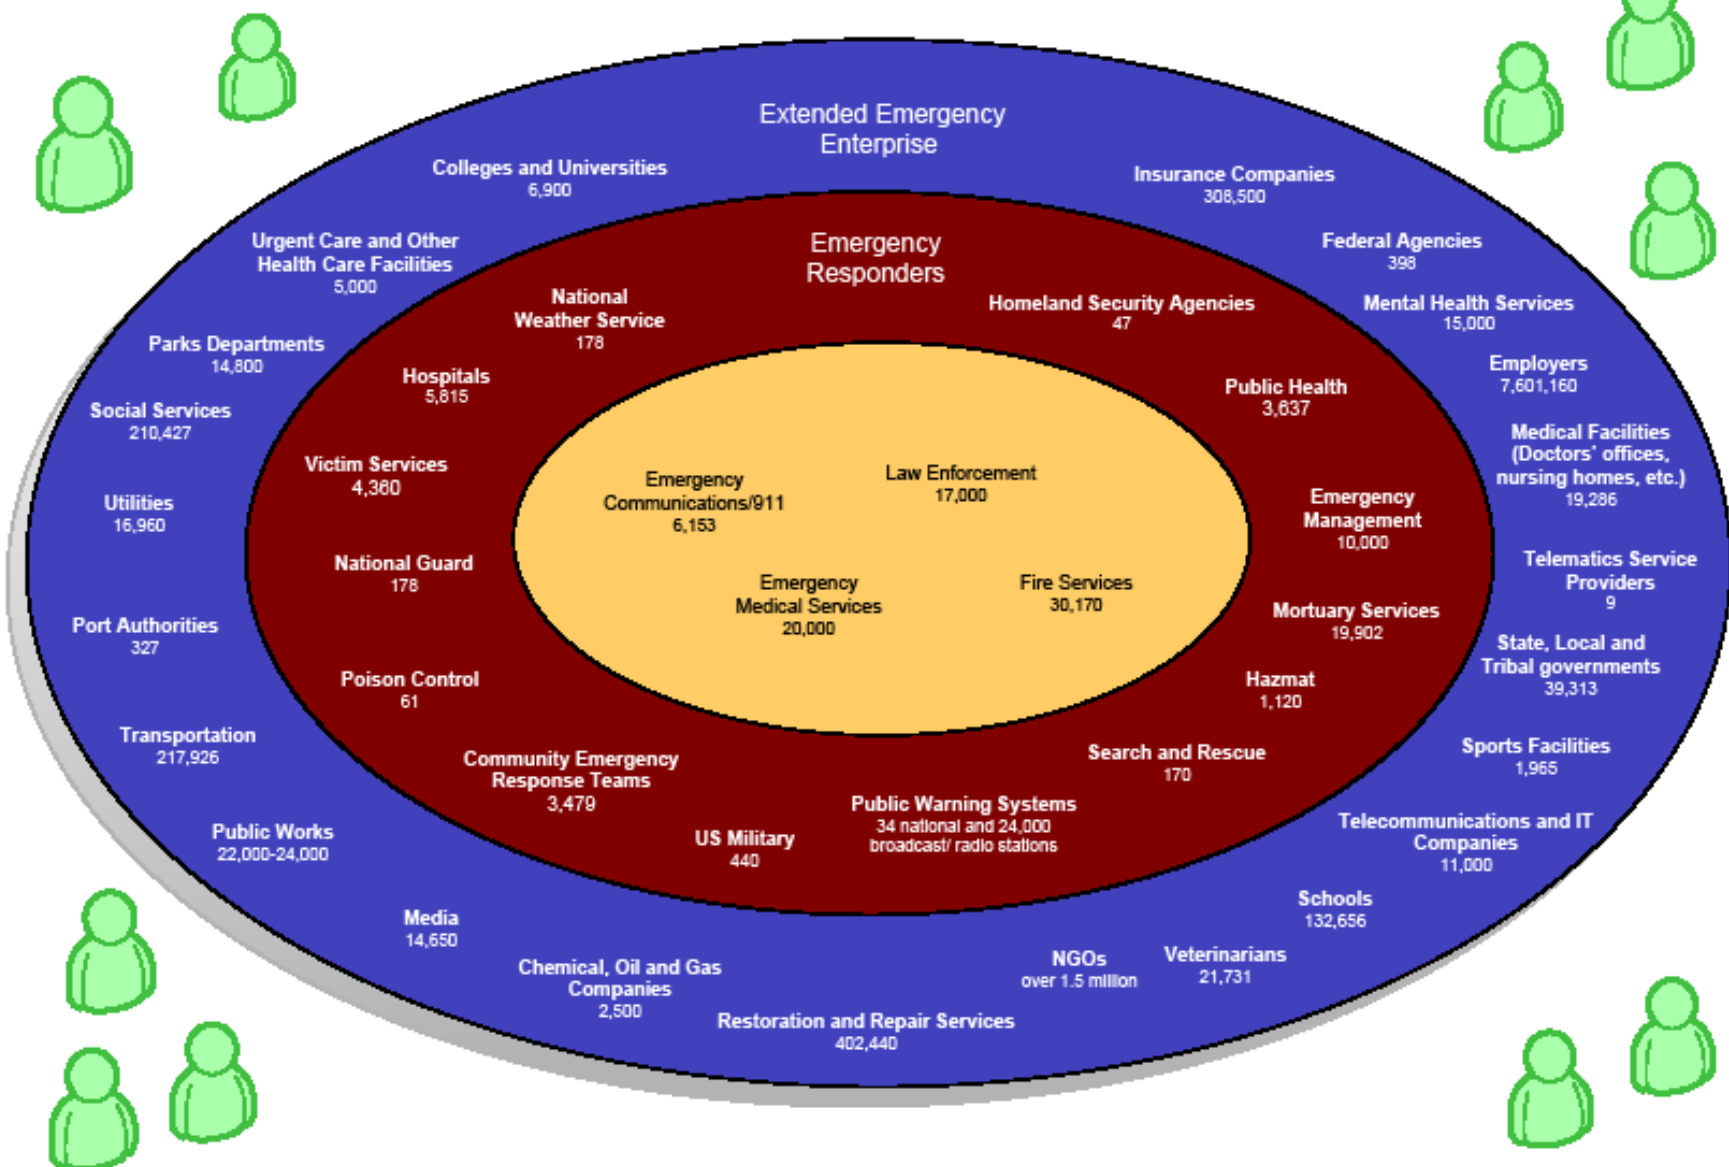 Extended Emergency
Enterprise
Colleges and Universities
6,900
Insurance Companies
308,500
Urgent Care and Other
Health Care Facilities
5,000
Federal Agencies
398
Mental Health Services
15,000
Parks Departments
14,800
Employers
7,601,160
Social Services
210,427
Medical Facilities
(Doctors' offices,
nursing homes, etc.)
19,286
Utilities
16,960
Telematics Service
Providers
9
Port Authorities
327
State, Local and
Tribal governments
39,313
Transportation
217,926
Sports Facilities
1,965
Public Works
22,000-24,000
Telecommunications and IT
Companies
11,000
Media
14,650
Schools
132,656
Chemical, Oil and Gas
Companies
2,500
NGOs
over 1.5 million
Veterinarians
21,731
Restoration and Repair Services
402,440
Emergency
Responders
National
Weather Service
178
Homeland Security Agencies
47
Hospitals
5,815
Public Health
3,637
Victim Services
4,360
Emergency
Management
10,000
National Guard
178
Mortuary Services
19,902
Poison Control
61
Hazmat
1,120
Community Emergency
Response Teams
3,479
Search and Rescue
170
US Military
440
Public Warning Systems
34 national and 24,000
broadcast/ radio stations
Emergency
Communications/911
6,153
Law Enforcement
17,000
Emergency
Medical Services
20,000
Fire Services
30,170